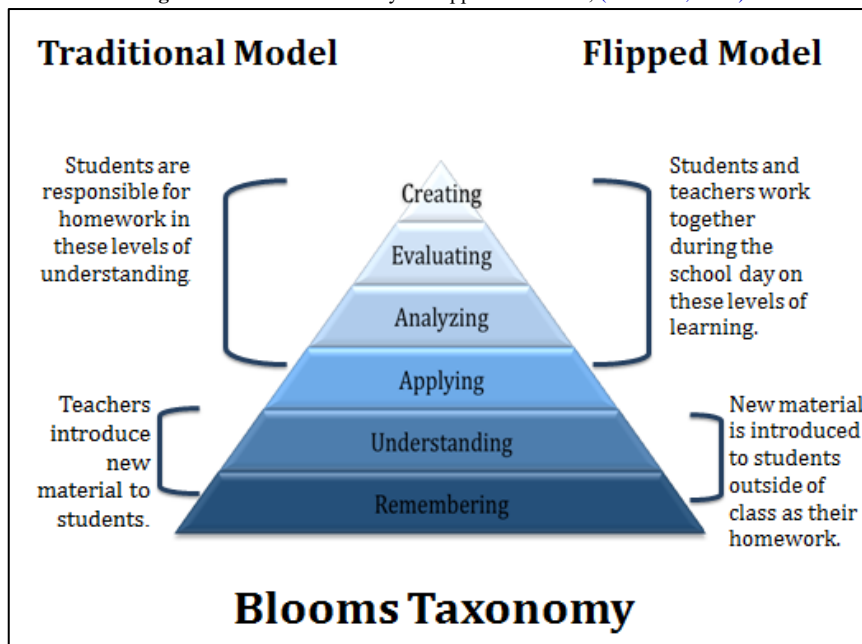 Traditional Model
Flipped Model
Students are
responsible for
homework in
these levels of
understanding.
Students and
teachers work
together
during the
school day on
these levels of
learning.
Creating
Evaluating
Analyzing
Applying
Understanding
Remembering
Teachers
introduce
new
material to
students.
New material
is introduced
to students
outside of
class as their
homework.
Blooms Taxonomy